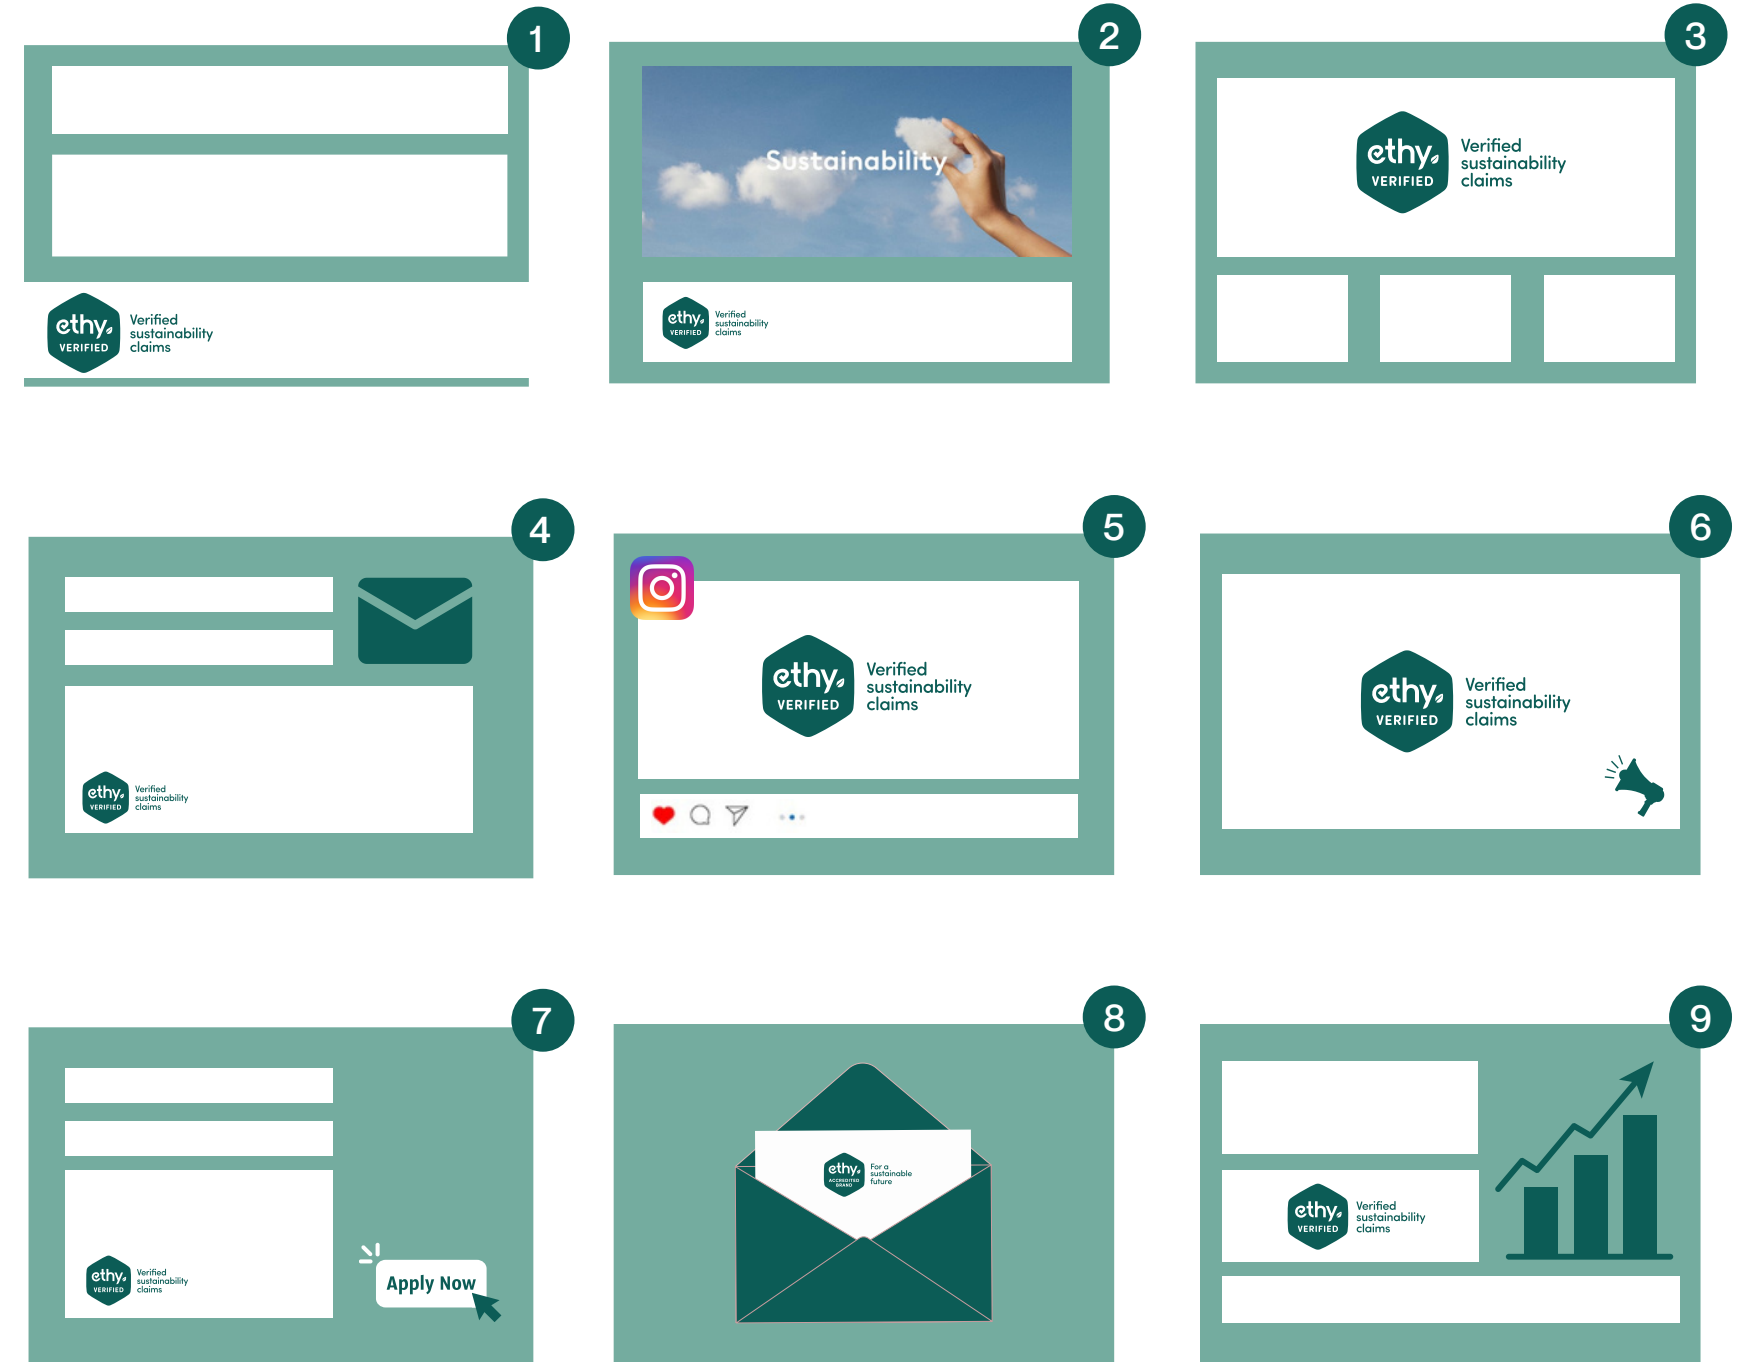 1
ethy
VERIFIED
Verified
sustainability
claims
2
Sustainability
ethy
VERIFIED
Verified
sustainability
claims
3
ethy
VERIFIED
Verified
sustainability
claims
4
ethy
VERIFIED
Verified
sustainability
claims
5
ethy
VERIFIED
Verified
sustainability
claims
6
ethy
VERIFIED
Verified
sustainability
claims
7
ethy
VERIFIED
Verified
sustainability
claims
Apply Now
8
ethy
ACCREDITED
BRAND
For a
sustainable
future
9
ethy
VERIFIED
Verified
sustainability
claims